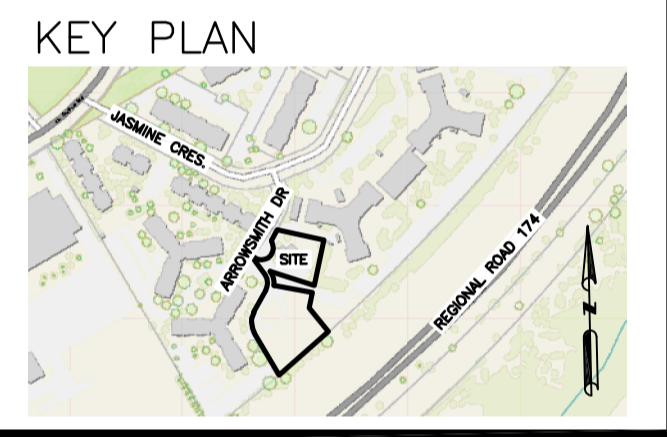 KEY PLAN
JASMINE CRES.
ARROWSMITH DR
SITE
REGIONAL ROAD 174
N